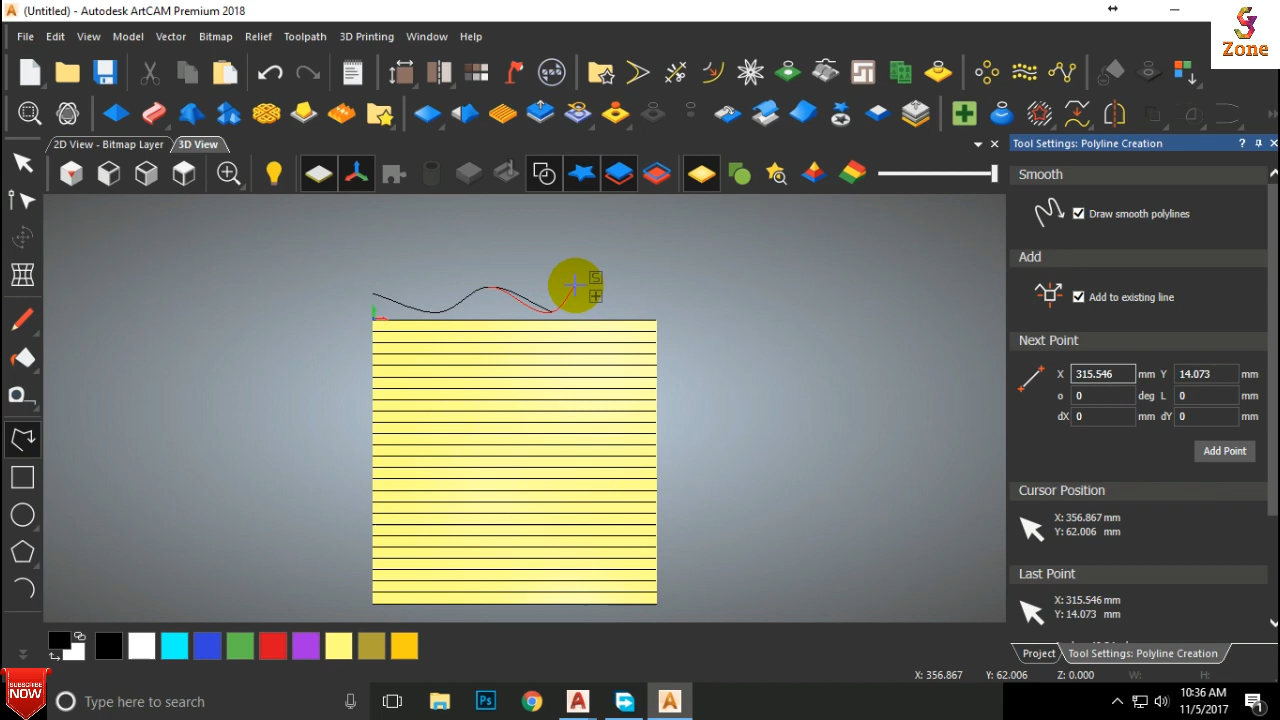 (Untitled) - Autodesk ArtCAM Premium 2018
Zone
File Edit View Model Vector Bitmap Relief Toolpath 3D Printing Window Help
2D View - Bitmap Layer 3D View
Tool Settings: Polyline Creation
Smooth
Draw smooth polylines
Add
Add to existing line
Next Point
X 315.546 mm Y 14.073 mm
o 0 deg L 0 mm
dX 0 mm dY 0 mm
Add Point
Cursor Position
X: 356.867 mm
Y: 62.006 mm
Last Point
X: 315.546 mm
Y: 14.073 mm
Project Tool Settings: Polyline Creation
X: 356.867 Y: 62.006 Z: 0.000 W: H:
SUBSCRIBE
NOW
Type here to search
Ps
10:36 AM
11/5/2017